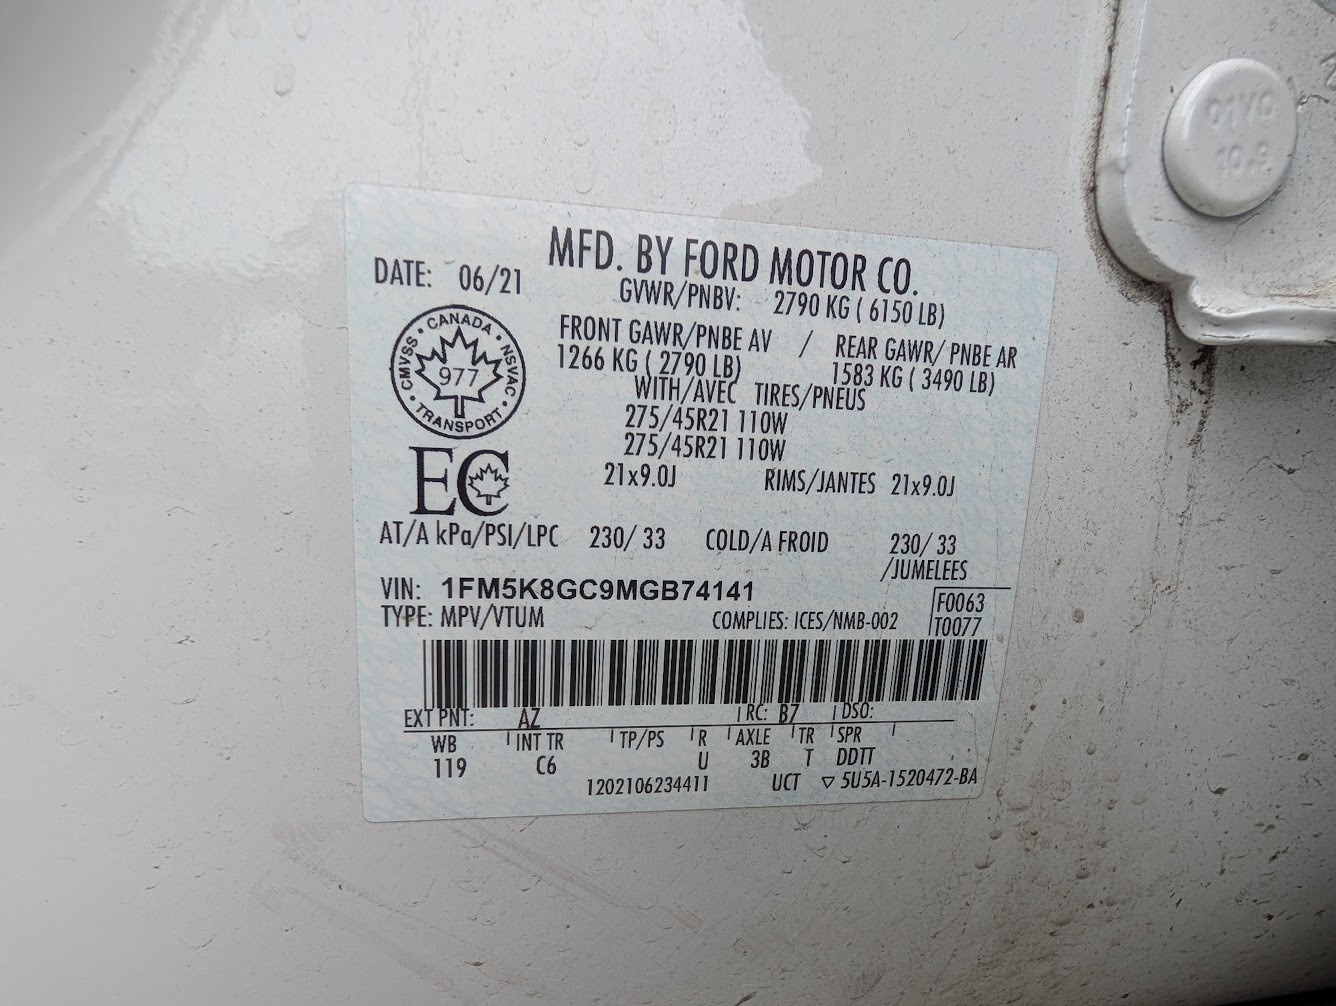 01YC
10.9
MFD. BY FORD MOTOR CO.
DATE: 06/21
GVWR/PNBV: 2790 KG ( 6150 LB)
FRONT GAWR/PNBE AV / REAR GAWR/ PNBE AR
1266 KG ( 2790 LB) 1583 KG ( 3490 LB)
WITH/AVEC TIRES/PNEUS
275/45R21 110W
275/45R21 110W
21x9.0J RIMS/JANTES 21x9.0J
CANADA • NSVAC • TRANSPORT • CMVSS •
977
EC
AT/A kPa/PSI/LPC 230/ 33 COLD/A FROID 230/ 33
/JUMELEES
VIN: 1FM5K8GC9MGB74141
TYPE: MPV/VTUM COMPLIES: ICES/NMB-002
F0063
T0077
EXT PNT: AZ RC: B7 DSO:
WB INT TR TP/PS R AXLE TR SPR
119 C6 U 3B T DDTT
1202106234411 UCT ▽ 5U5A-1520472-BA